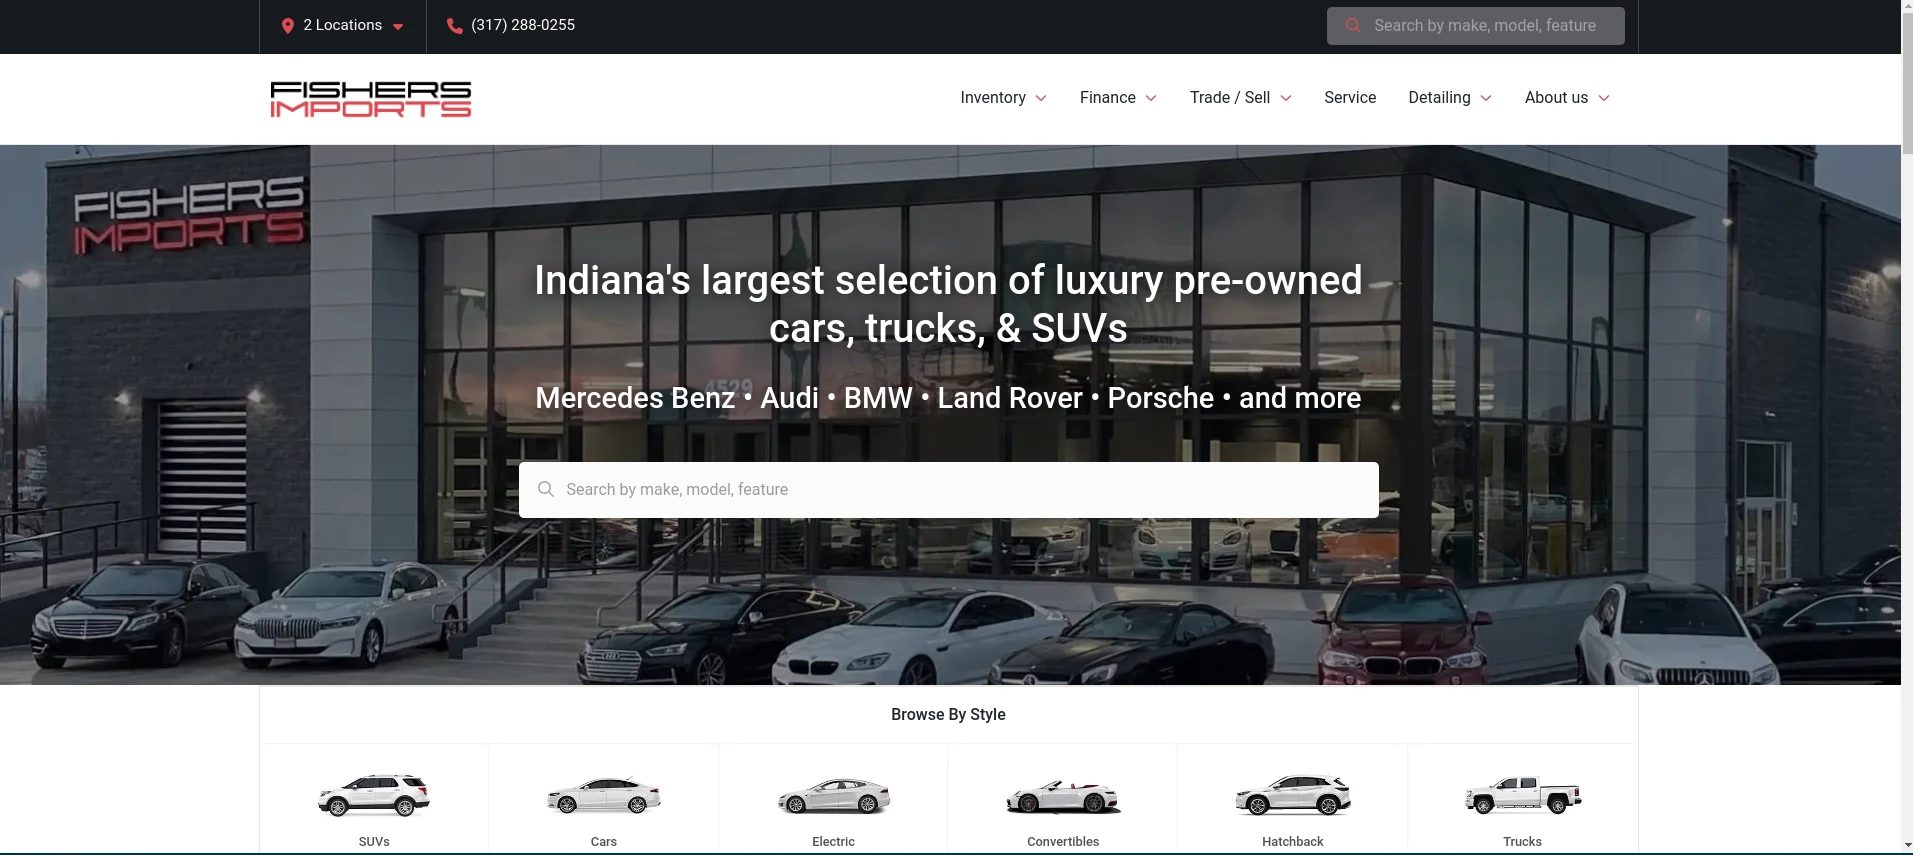 2 Locations
(317) 288-0255
Search by make, model, feature
FISHERS
IMPORTS
Inventory
Finance
Trade / Sell
Service
Detailing
About us
FISHERS
IMPORTS
4529
Indiana's largest selection of luxury pre-owned
cars, trucks, & SUVs
Mercedes Benz • Audi • BMW • Land Rover • Porsche • and more
Search by make, model, feature
Browse By Style
SUVs
Cars
Electric
Convertibles
Hatchback
Trucks